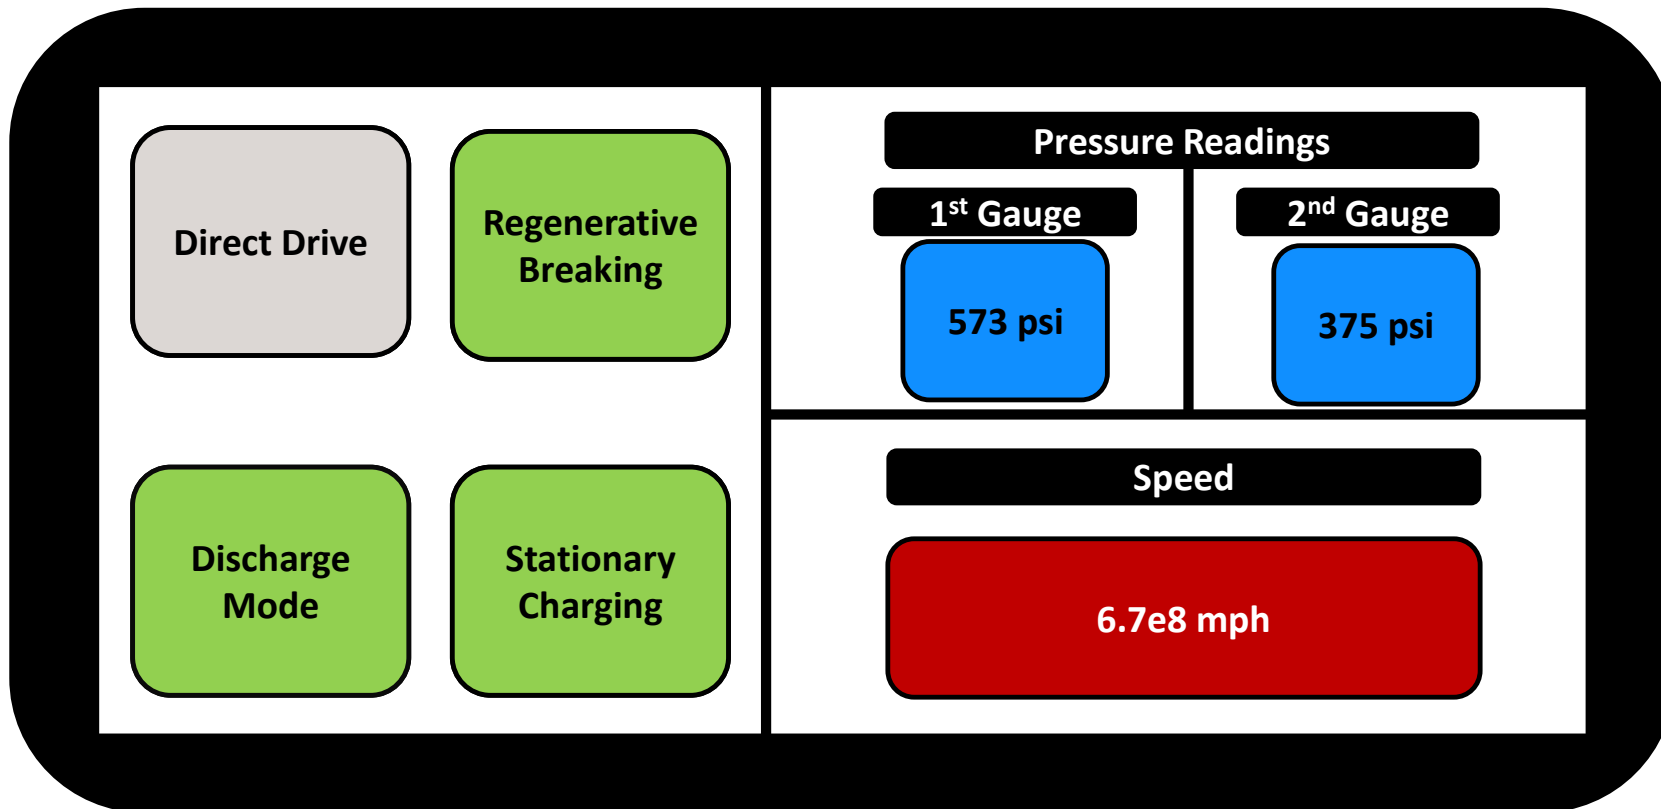 Direct Drive
Regenerative
Breaking
Discharge
Mode
Stationary
Charging
Pressure Readings
1st Gauge
2nd Gauge
573 psi
375 psi
Speed
6.7e8 mph